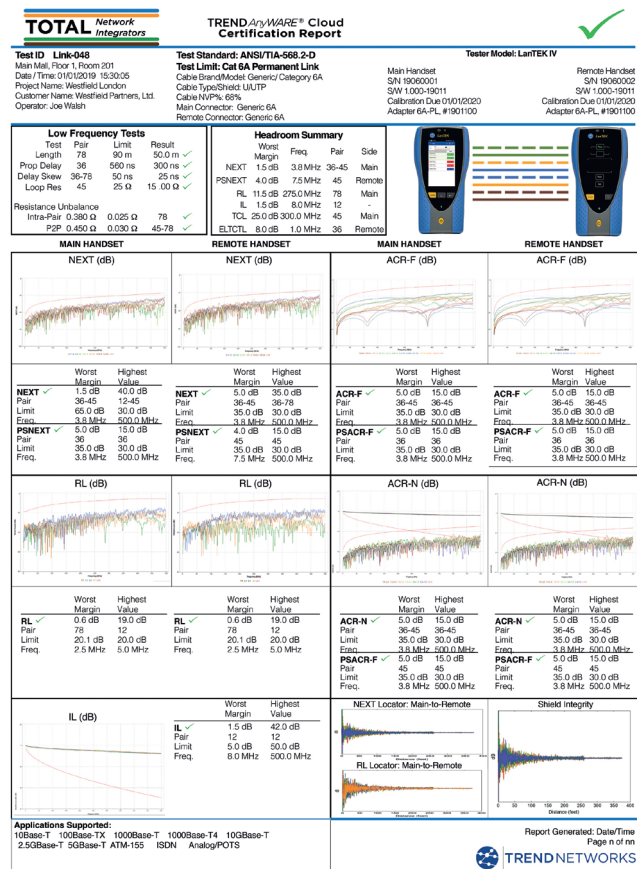 TOTAL Network Integrators
TREND AnyWARE® Cloud
Certification Report
Test ID Link-048
Main Mall, Floor 1, Room 201
Date / Time: 01/01/2019 15:30:05
Project Name: Westfield London
Customer Name: Westfield Partners, Ltd.
Operator: Joe Walsh
Test Standard: ANSI/TIA-568.2-D
Test Limit: Cat 6A Permanent Link
Cable Brand/Model: Generic/ Category 6A
Cable Type/Shield: U/UTP
Cable NVP%: 68%
Main Connector: Generic 6A
Remote Connector: Generic 6A
Tester Model: LanTEK IV
Main Handset
S/N 19060001
S/W 1.000-19011
Calibration Due 01/01/2020
Adapter 6A-PL, #1901100
Remote Handset
S/N 19060002
S/W 1.000-19011
Calibration Due 01/01/2020
Adapter 6A-PL, #1901100
Low Frequency Tests
Test Pair Limit Result
Length 78 90 m 50.0 m
Prop Delay 36 560 ns 300 ns
Delay Skew 36-78 50 ns 25 ns
Loop Res 45 25 Ω 15 .00 Ω
Resistance Unbalance
Intra-Pair 0.380 Ω 0.025 Ω 78
P2P 0.450 Ω 0.030 Ω 45-78
Headroom Summary
Worst Margin Freq. Pair Side
NEXT 1.5 dB 3.8 MHz 36-45 Main
PSNEXT 4.0 dB 7.5 MHz 45 Remote
RL 11.5 dB 275.0 MHz 78 Main
IL 1.5 dB 8.0 MHz 12 -
TCL 25.0 dB 300.0 MHz 45 Main
ELTCTL 8.0 dB 1.0 MHz 36 Remote
MAIN HANDSET REMOTE HANDSET MAIN HANDSET REMOTE HANDSET
NEXT (dB) NEXT (dB) ACR-F (dB) ACR-F (dB)
Worst Margin Highest Value
NEXT 1.5 dB 40.0 dB
Pair 36-45 12-45
Limit 65.0 dB 30.0 dB
Freq. 3.8 MHz 500.0 MHz
PSNEXT 5.0 dB 15.0 dB
Pair 36 36
Limit 35.0 dB 30.0 dB
Freq. 3.8 MHz 500.0 MHz
Worst Margin Highest Value
NEXT 5.0 dB 35.0 dB
Pair 36-45 36-78
Limit 35.0 dB 30.0 dB
Freq. 3.8 MHz 500.0 MHz
PSNEXT 4.0 dB 15.0 dB
Pair 45 45
Limit 35.0 dB 30.0 dB
Freq. 7.5 MHz 500.0 MHz
Worst Margin Highest Value
ACR-F 5.0 dB 15.0 dB
Pair 36-45 36-45
Limit 35.0 dB 30.0 dB
Freq. 3.8 MHz 500.0 MHz
PSACR-F 5.0 dB 15.0 dB
Pair 36 36
Limit 35.0 dB 30.0 dB
Freq. 3.8 MHz 500.0 MHz
Worst Margin Highest Value
ACR-F 5.0 dB 15.0 dB
Pair 36-45 36-45
Limit 35.0 dB 30.0 dB
Freq. 3.8 MHz 500.0 MHz
PSACR-F 5.0 dB 15.0 dB
Pair 36 36
Limit 35.0 dB 30.0 dB
Freq. 3.8 MHz 500.0 MHz
RL (dB) RL (dB) ACR-N (dB) ACR-N (dB)
Worst Margin Highest Value
RL 0.6 dB 19.0 dB
Pair 78 12
Limit 20.1 dB 20.0 dB
Freq. 2.5 MHz 5.0 MHz
Worst Margin Highest Value
RL 0.6 dB 19.0 dB
Pair 78 12
Limit 20.1 dB 20.0 dB
Freq. 2.5 MHz 5.0 MHz
Worst Margin Highest Value
ACR-N 5.0 dB 15.0 dB
Pair 36-45 36-45
Limit 35.0 dB 30.0 dB
Freq. 3.8 MHz 500.0 MHz
PSACR-F 5.0 dB 15.0 dB
Pair 45 45
Limit 35.0 dB 30.0 dB
Freq. 3.8 MHz 500.0 MHz
Worst Margin Highest Value
ACR-N 5.0 dB 15.0 dB
Pair 36-45 36-45
Limit 35.0 dB 30.0 dB
Freq. 3.8 MHz 500.0 MHz
PSACR-F 5.0 dB 15.0 dB
Pair 45 45
Limit 35.0 dB 30.0 dB
Freq. 3.8 MHz 500.0 MHz
IL (dB)
Worst Margin Highest Value
IL 1.5 dB 42.0 dB
Pair 12 12
Limit 5.0 dB 50.0 dB
Freq. 8.0 MHz 500.0 MHz
NEXT Locator: Main-to-Remote
RL Locator: Main-to-Remote
Shield Integrity
0 50 100 150 200 250 300 350 400
Distance (feet)
Applications Supported:
10Base-T 100Base-TX 1000Base-T 1000Base-T4 10GBase-T
2.5GBase-T 5GBase-T ATM-155 ISDN Analog/POTS
Report Generated: Date/Time
Page n of nn
TREND NETWORKS